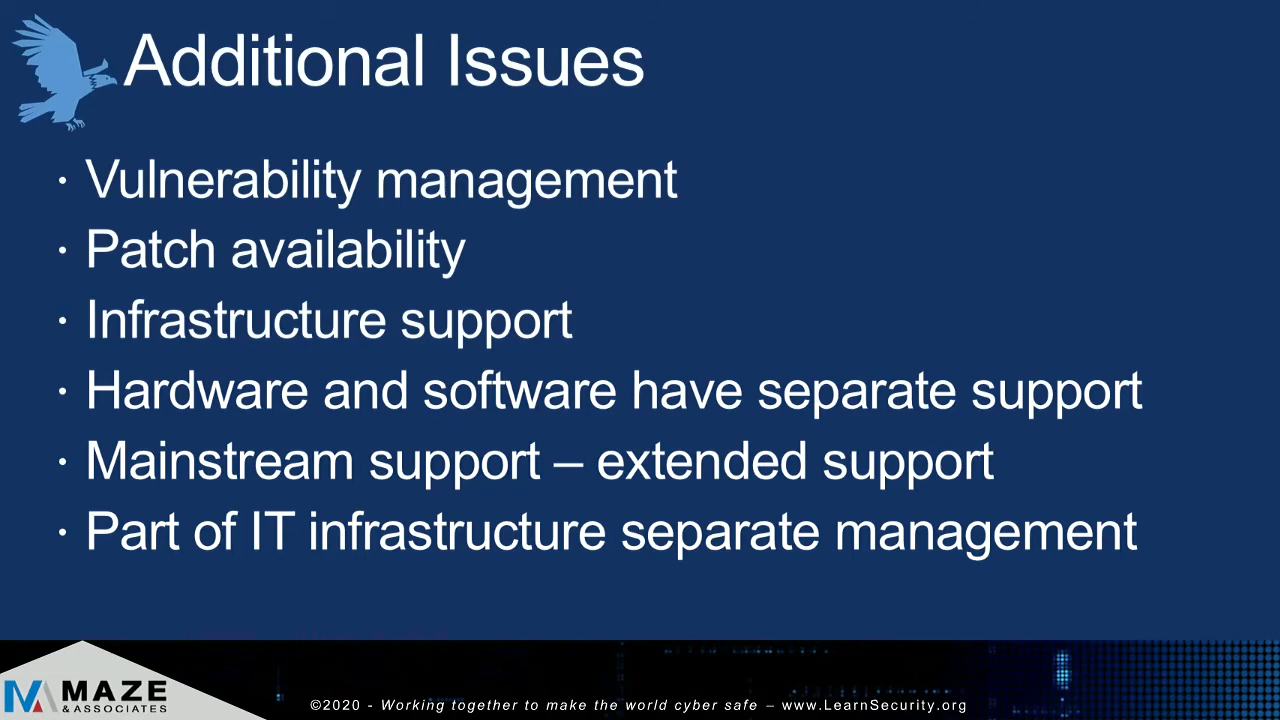 Additional Issues
· Vulnerability management
· Patch availability
· Infrastructure support
· Hardware and software have separate support
· Mainstream support – extended support
· Part of IT infrastructure separate management
MAZE
& ASSOCIATES
©2020 - Working together to make the world cyber safe – www.LearnSecurity.org